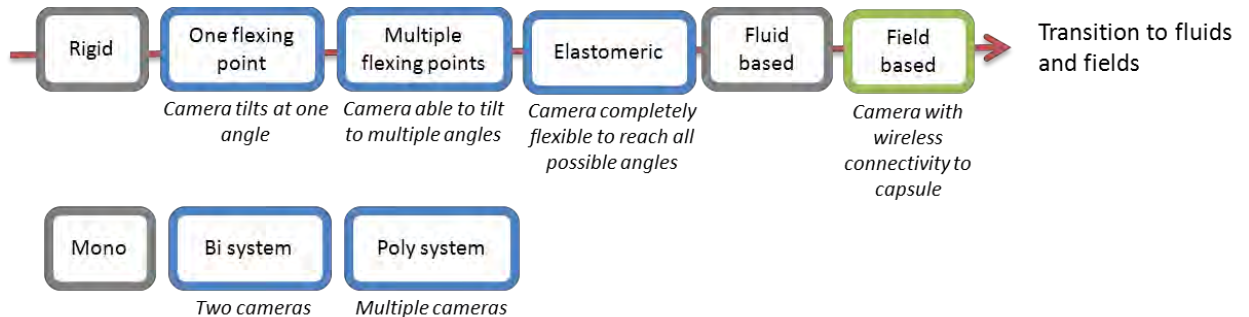 Rigid
One flexing
point
Multiple
flexing points
Elastomeric
Fluid
based
Field
based
Transition to fluids
and fields
Camera tilts at one
angle
Camera able to tilt
to multiple angles
Camera completely
flexible to reach all
possible angles
Camera with
wireless
connectivity to
capsule
Mono
Bi system
Poly system
Two cameras
Multiple cameras